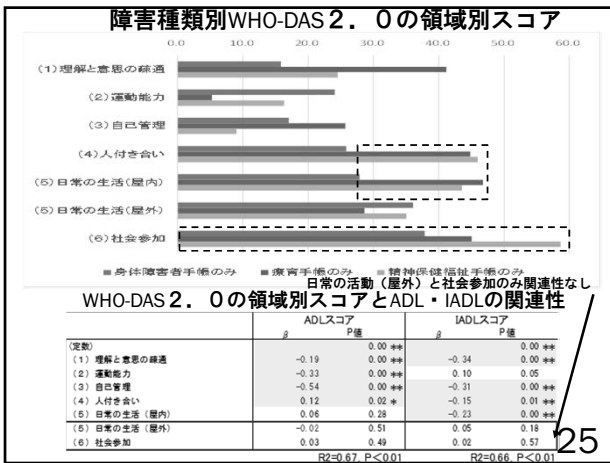 障害種類別WHO-DAS２．０の領域別スコア
0.0 10.0 20.0 30.0 40.0 50.0 60.0
(1)理解と意思の疎通
(2)運動能力
(3)自己管理
(4)人付き合い
(5)日常の生活(屋内)
(5)日常の生活(屋外)
(6)社会参加
身体障害者手帳のみ 療育手帳のみ 精神保健福祉手帳のみ
日常の活動（屋外）と社会参加のみ関連性なし
WHO-DAS２．０の領域別スコアとADL・IADLの関連性
ADLスコア IADLスコア
β P値 β P値
(定数) 0.00 ** 0.00 **
(1) 理解と意思の疎通 -0.19 0.00 ** -0.34 0.00 **
(2) 運動能力 -0.33 0.00 ** 0.10 0.05
(3) 自己管理 -0.54 0.00 ** -0.31 0.00 **
(4) 人付き合い 0.12 0.02 * -0.15 0.01 **
(5) 日常の生活（屋内） 0.06 0.28 -0.23 0.00 **
(5) 日常の生活（屋外） -0.02 0.51 0.05 0.18
(6) 社会参加 0.03 0.49 0.02 0.57
R2=0.67, P＜0.01 R2=0.66, P＜0.01
25